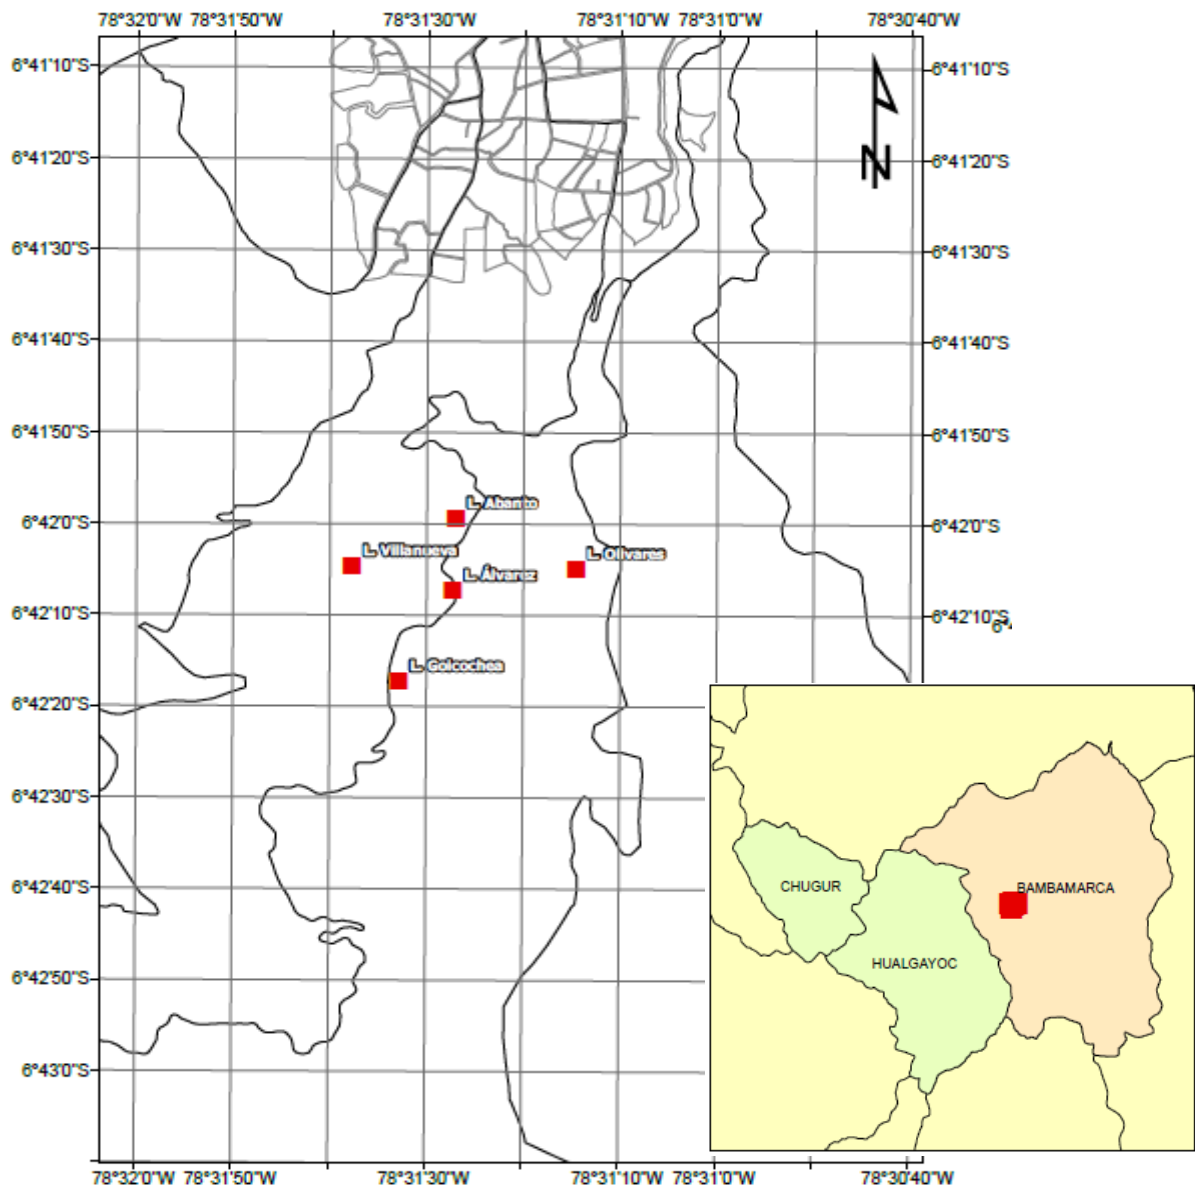 78°32'0"W 78°31'50"W 78°31'30"W 78°31'10"W 78°31'0"W 78°30'40"W
6°41'10"S 6°41'10"S
N
6°41'20"S 6°41'20"S
6°41'30"S 6°41'30"S
6°41'40"S 6°41'40"S
6°41'50"S 6°41'50"S
L. Abanto
6°42'0"S 6°42'0"S
L. Villanueva
L. Olivares
L. Álvarez
6°42'10"S 6°42'10"S
L. Goicochea
6°42'20"S
6°42'30"S
6°42'40"S
CHUGUR
BAMBAMARCA
HUALGAYOC
6°42'50"S
6°43'0"S
78°32'0"W 78°31'50"W 78°31'30"W 78°31'10"W 78°31'0"W 78°30'40"W